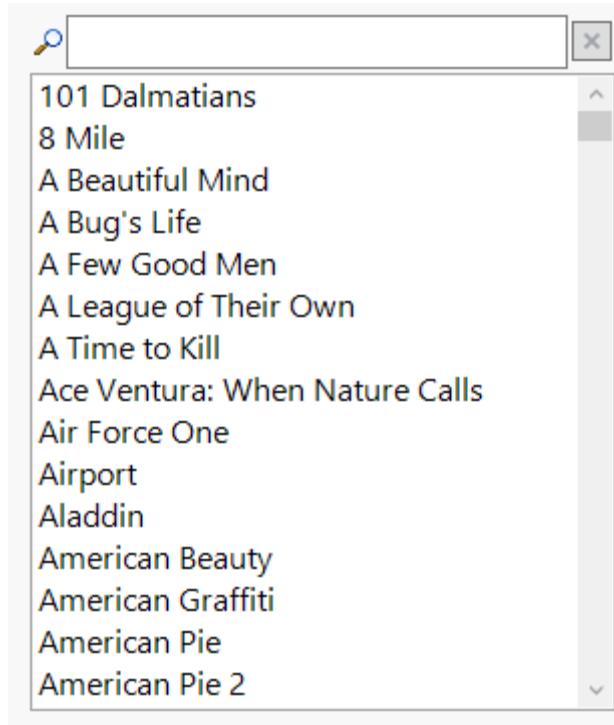 101 Dalmatians
8 Mile
A Beautiful Mind
A Bug's Life
A Few Good Men
A League of Their Own
A Time to Kill
Ace Ventura: When Nature Calls
Air Force One
Airport
Aladdin
American Beauty
American Graffiti
American Pie
American Pie 2